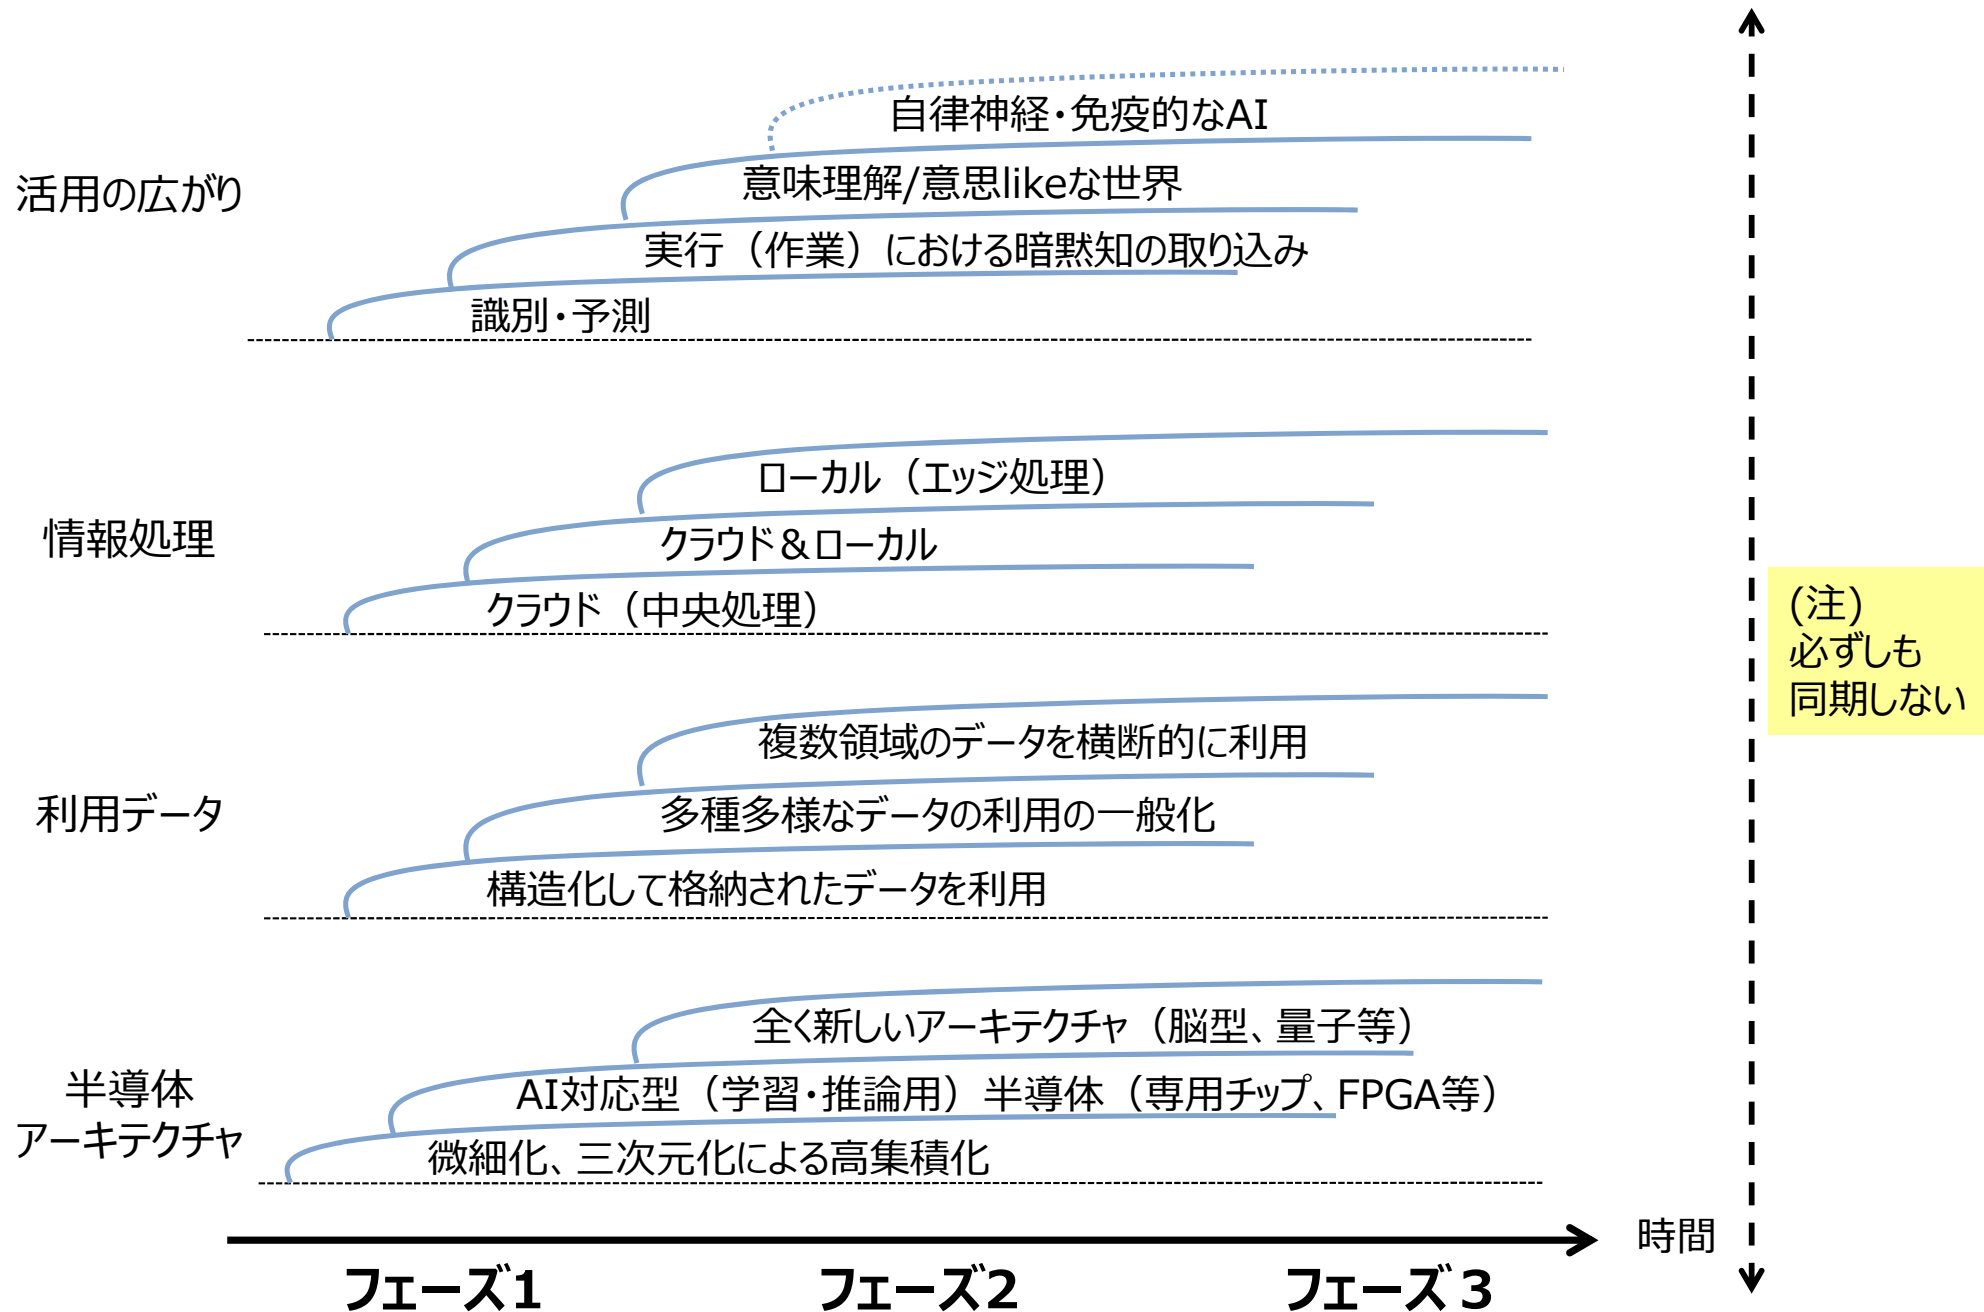 活用の広がり
自律神経・免疫的なAI
意味理解/意思likeな世界
実行（作業）における暗黙知の取り込み
識別・予測
情報処理
ローカル（エッジ処理）
クラウド＆ローカル
クラウド（中央処理）
利用データ
複数領域のデータを横断的に利用
多種多様なデータの利用の一般化
構造化して格納されたデータを利用
半導体
アーキテクチャ
全く新しいアーキテクチャ（脳型、量子等）
AI対応型（学習・推論用）半導体（専用チップ、FPGA等）
微細化、三次元化による高集積化
(注)
必ずしも
同期しない
時間
フェーズ1
フェーズ2
フェーズ３